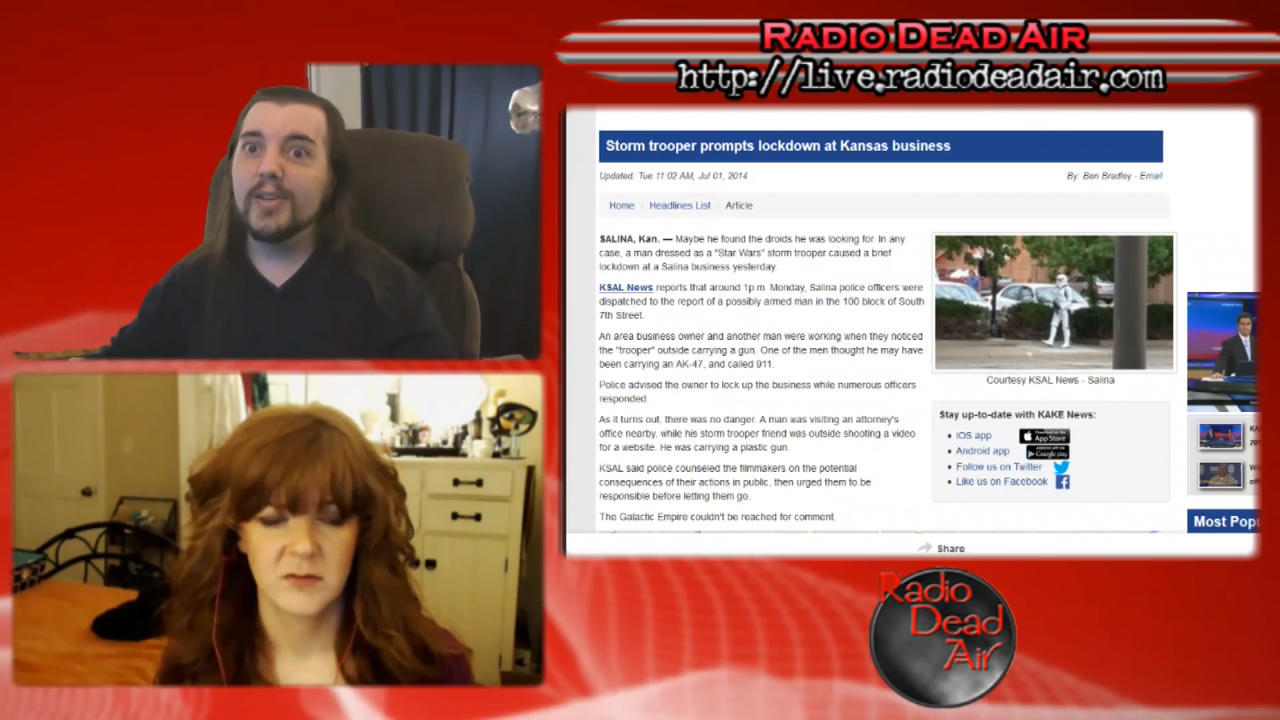 RADIO DEAD AIR
http://live.radiodeadair.com
Storm trooper prompts lockdown at Kansas business
Updated: Tue 11:02 AM, Jul 01, 2014
By: Ben Bradley - Email
Home / Headlines List / Article
SALINA, Kan. — Maybe he found the droids he was looking for. In any
case, a man dressed as a "Star Wars" storm trooper caused a brief
lockdown at a Salina business yesterday.
KSAL News reports that around 1p.m. Monday, Salina police officers were
dispatched to the report of a possibly armed man in the 100 block of South
7th Street.
An area business owner and another man were working when they noticed
the "trooper" outside carrying a gun. One of the men thought he may have
been carrying an AK-47, and called 911.
Police advised the owner to lock up the business while numerous officers
responded.
As it turns out, there was no danger. A man was visiting an attorney's
office nearby, while his storm trooper friend was outside shooting a video
for a website. He was carrying a plastic gun.
KSAL said police counseled the filmmakers on the potential
consequences of their actions in public, then urged them to be
responsible before letting them go.
The Galactic Empire couldn't be reached for comment.
Courtesy KSAL News - Salina
Stay up-to-date with KAKE News:
iOS app
App Store
Android app
Google play
Follow us on Twitter
Like us on Facebook
Most Popu
Share
Radio
Dead
Air